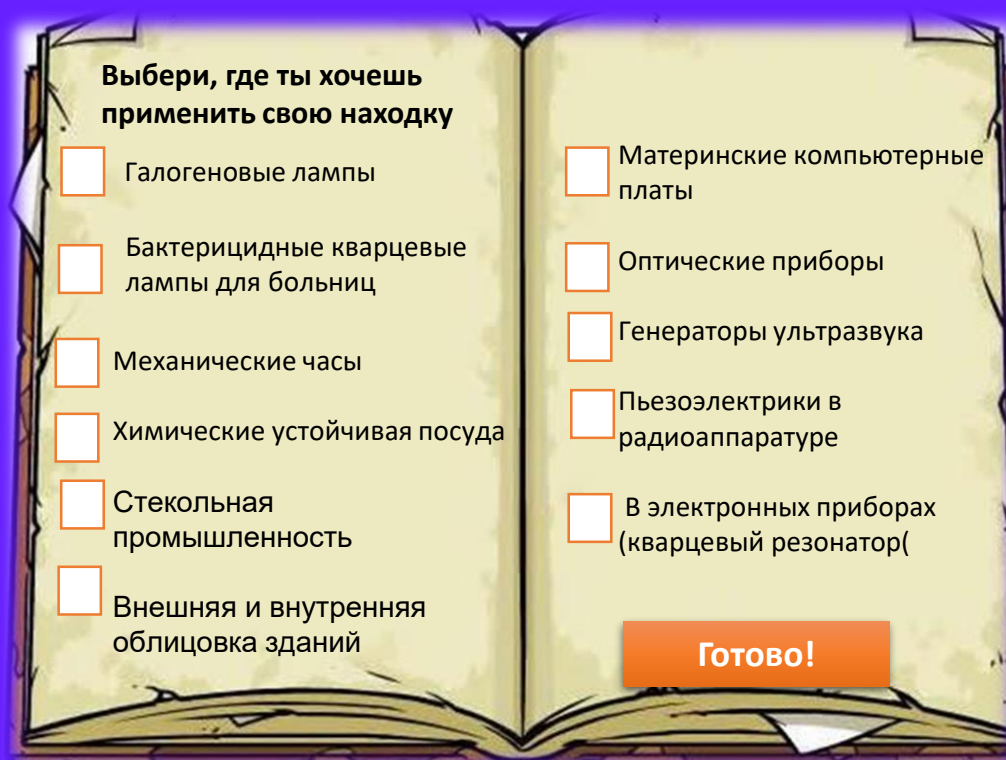 Выбери, где ты хочешь
применить свою находку
Галогеновые лампы
Бактерицидные кварцевые
лампы для больниц
Механические часы
Химические устойчивая посуда
Стекольная
промышленность
Внешняя и внутренняя
облицовка зданий
Материнские компьютерные
платы
Оптические приборы
Генераторы ультразвука
Пьезоэлектрики в
радиоаппаратуре
В электронных приборах
(кварцевый резонатор(
Готово!